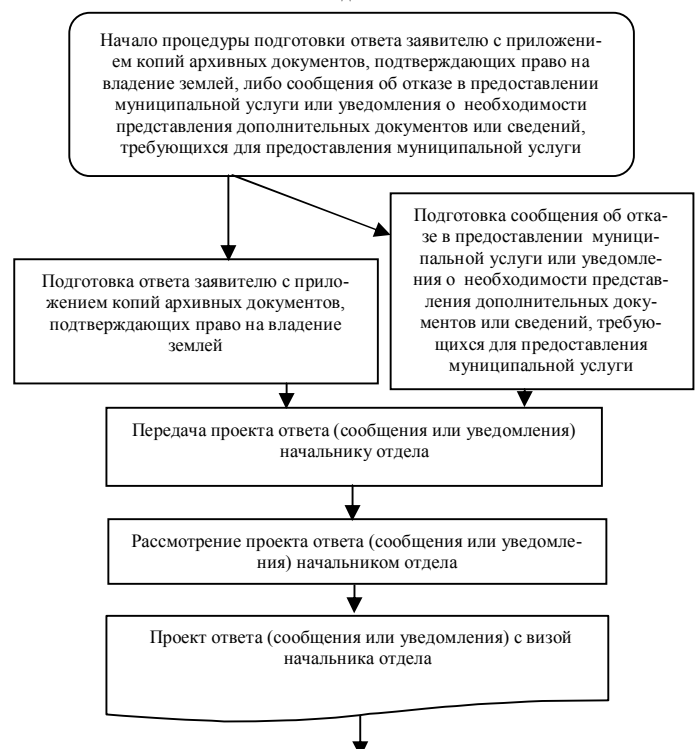 Начало процедуры подготовки ответа заявителю с приложени-
ем копий архивных документов, подтверждающих право на
владение землей, либо сообщения об отказе в предоставлении
муниципальной услуги или уведомления о необходимости
представления дополнительных документов или сведений,
требующихся для предоставления муниципальной услуги
Подготовка ответа заявителю с прило-
жением копий архивных документов,
подтверждающих право на владение
землей
Подготовка сообщения об отка-
зе в предоставлении муници-
пальной услуги или уведомле-
ния о необходимости представ-
ления дополнительных доку-
ментов или сведений, требую-
щихся для предоставления
муниципальной услуги
Передача проекта ответа (сообщения или уведомления)
начальнику отдела
Рассмотрение проекта ответа (сообщения или уведомле-
ния) начальником отдела
Проект ответа (сообщения или уведомления) с визой
начальника отдела